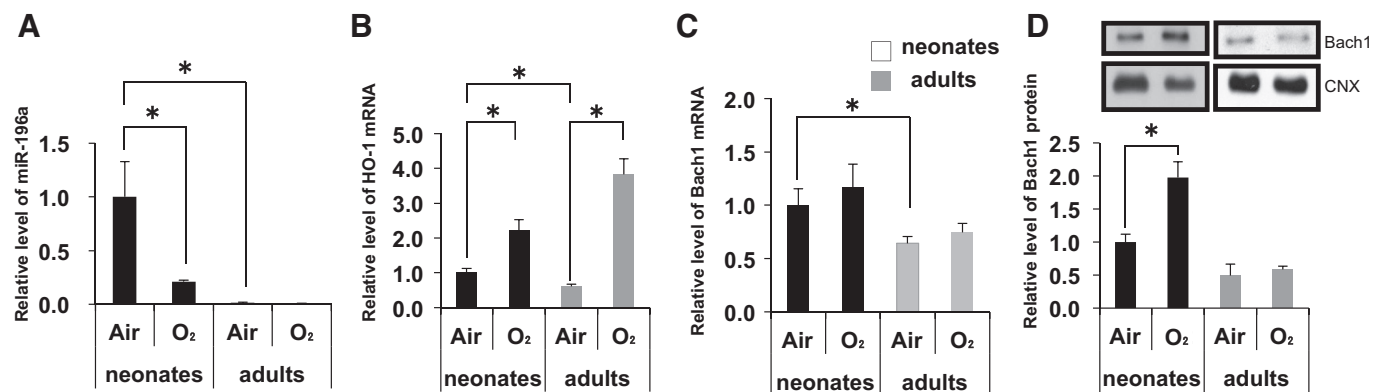 A
Relative level of miR-196a
1.5
1.0
0.5
0.0
*
*
Air O₂ Air O₂
neonates adults
B
Relative level of HO-1 mRNA
5.0
4.0
3.0
2.0
1.0
0.0
*
*
*
Air O₂ Air O₂
neonates adults
C
neonates
adults
Relative level of Bach1 mRNA
2.0
1.5
1.0
0.5
0.0
*
Air O₂ Air O₂
neonates adults
D
Bach1
CNX
Relative level of Bach1 protein
2.5
2.0
1.5
1.0
0.5
0.0
*
Air O₂ Air O₂
neonates adults